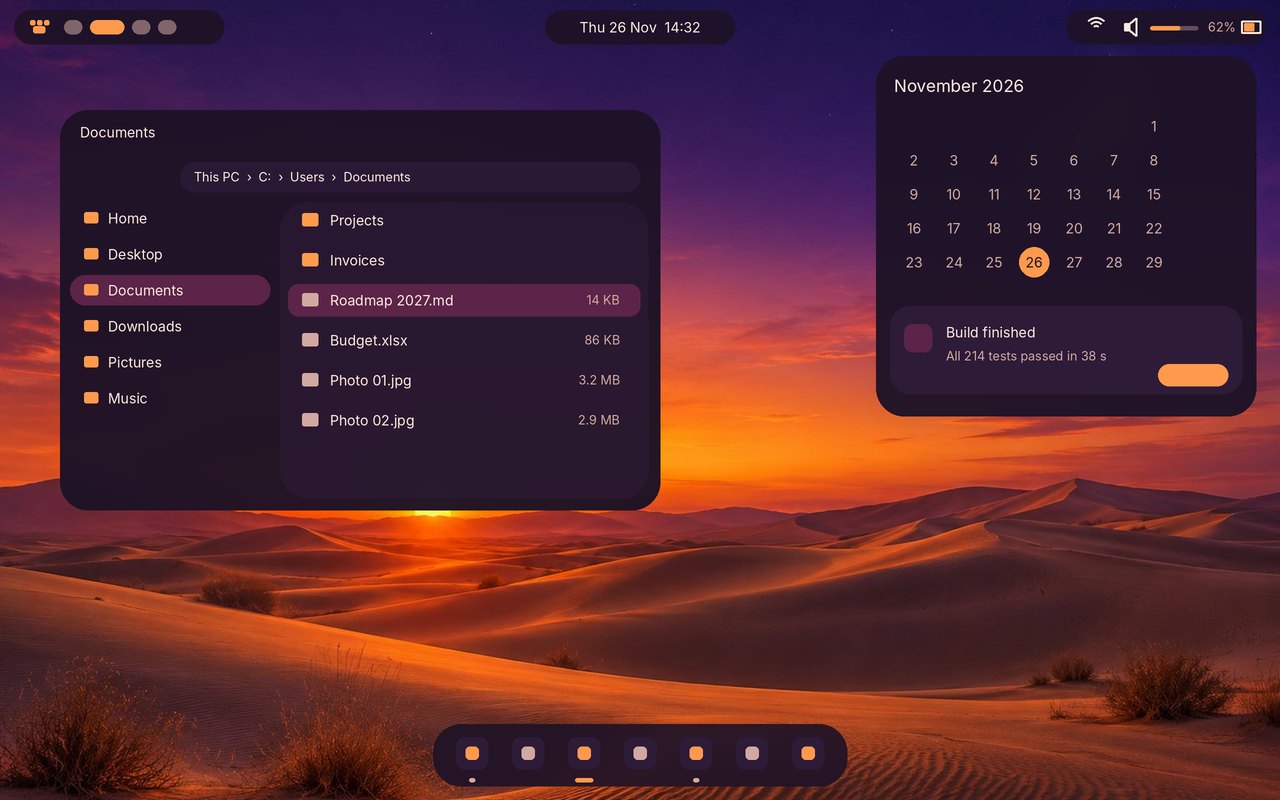 Thu 26 Nov 14:32
62%
Documents
This PC › C: › Users › Documents
Home
Desktop
Documents
Downloads
Pictures
Music
Projects
Invoices
Roadmap 2027.md 14 KB
Budget.xlsx 86 KB
Photo 01.jpg 3.2 MB
Photo 02.jpg 2.9 MB
November 2026
1
2 3 4 5 6 7 8
9 10 11 12 13 14 15
16 17 18 19 20 21 22
23 24 25 26 27 28 29
Build finished
All 214 tests passed in 38 s